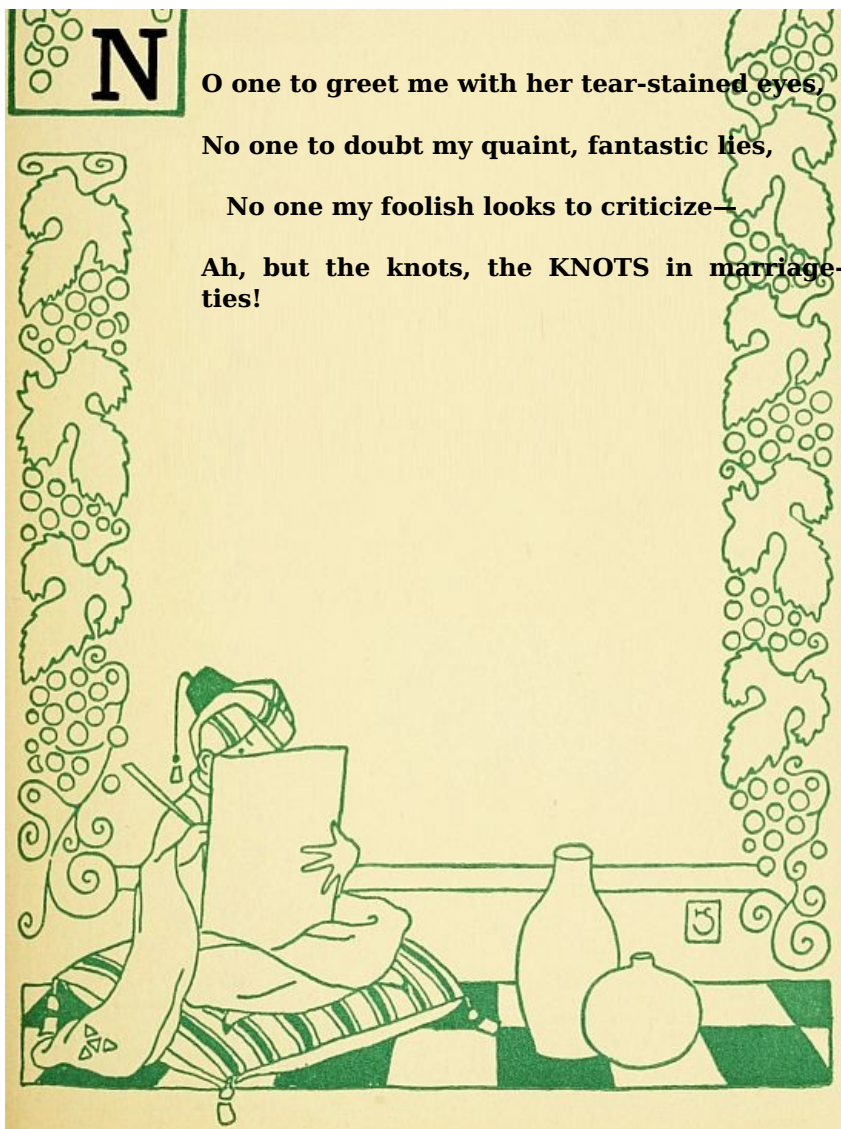 NO one to greet me with her tear-stained eyes,
No one to doubt my quaint, fantastic lies,
No one my foolish looks to criticize—
Ah, but the knots, the KNOTS in marriage-
ties!